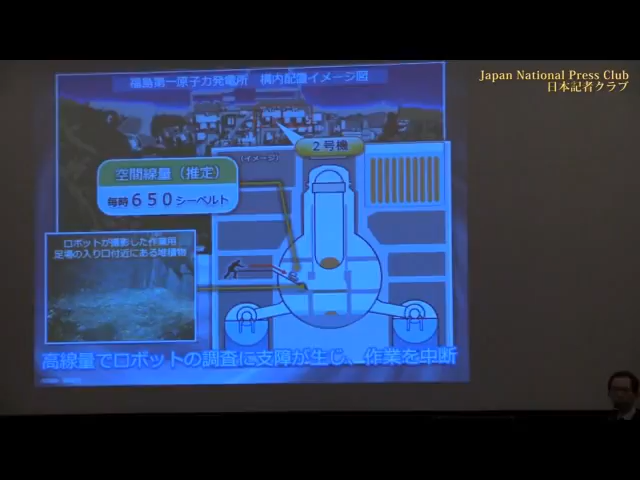 Japan National Press Club
日本記者クラブ
福島第一原子力発電所 構内配置イメージ図
(イメージ)
2号機
空間線量(推定)
毎時650シーベルト
ロボットが撮影した作業用
足場の入り口付近にある堆積物
高線量でロボットの調査に支障が生じ、作業を中断